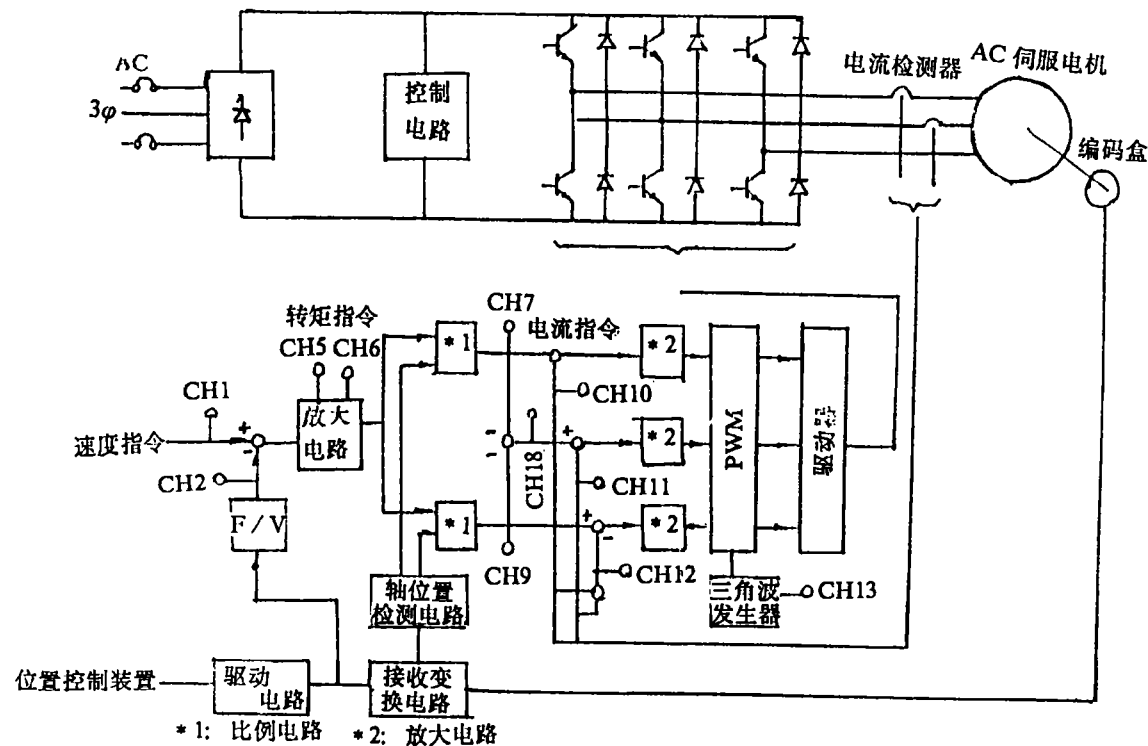 AC
3φ
控制
电路
电流检测器
AC 伺服电机
编码盒
转矩指令
CH5
CH6
CH7
电流指令
CH1
速度指令
+
-
CH2
放大
电路
F/V
*1
*1
CH9
-
-
CH18
+
+
-
CH10
CH11
CH12
*2
*2
*2
PWM
驱动器
三角波
发生器
CH13
轴位置
检测电路
位置控制装置
驱动
电路
接收变
换电路
*1: 比例电路 *2: 放大电路